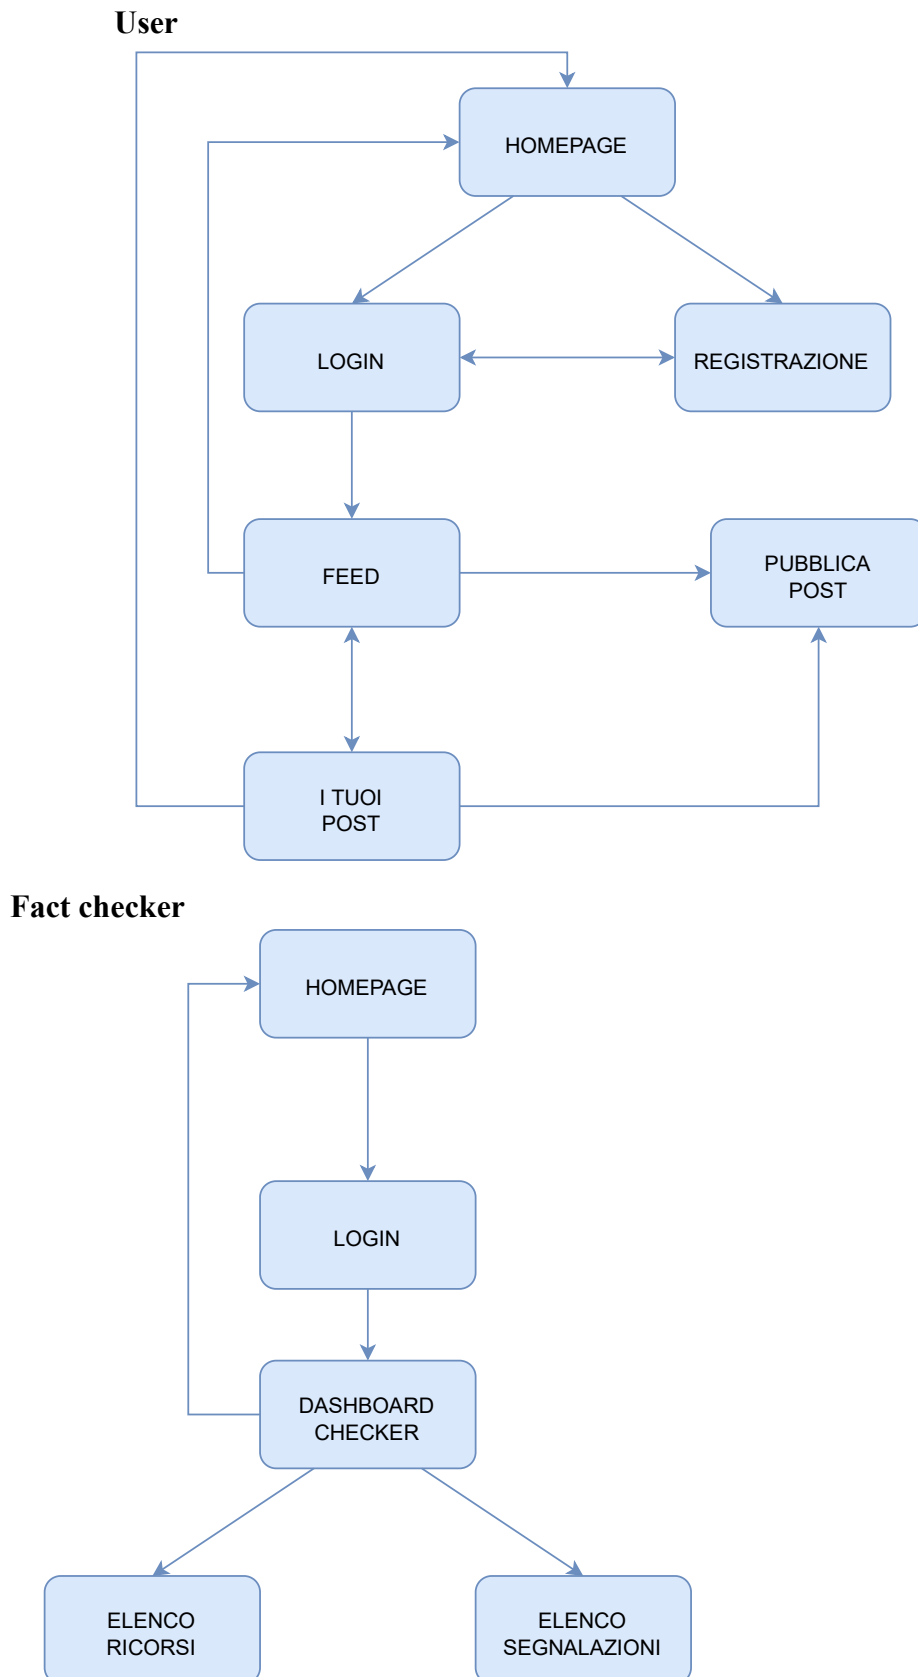 User
HOMEPAGE
LOGIN
REGISTRAZIONE
FEED
PUBBLICA
POST
I TUOI
POST
Fact checker
HOMEPAGE
LOGIN
DASHBOARD
CHECKER
ELENCO
RICORSI
ELENCO
SEGNALAZIONI